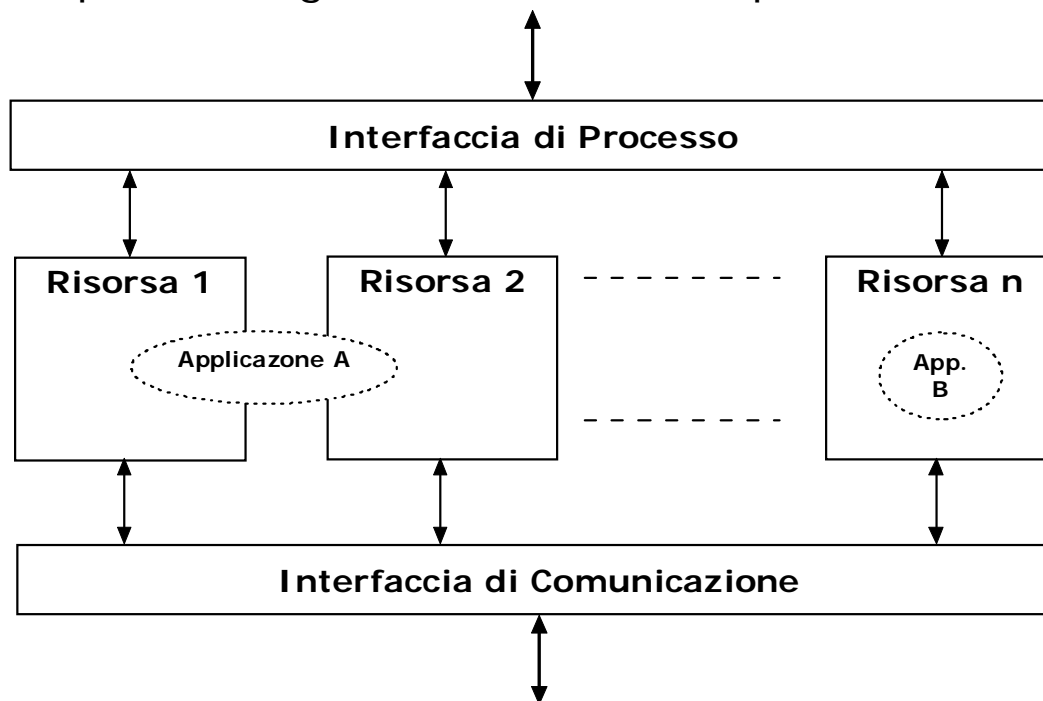 Interfaccia di Processo
Risorsa 1
Risorsa 2
Risorsa n
Applicazone A
App.
B
Interfaccia di Comunicazione